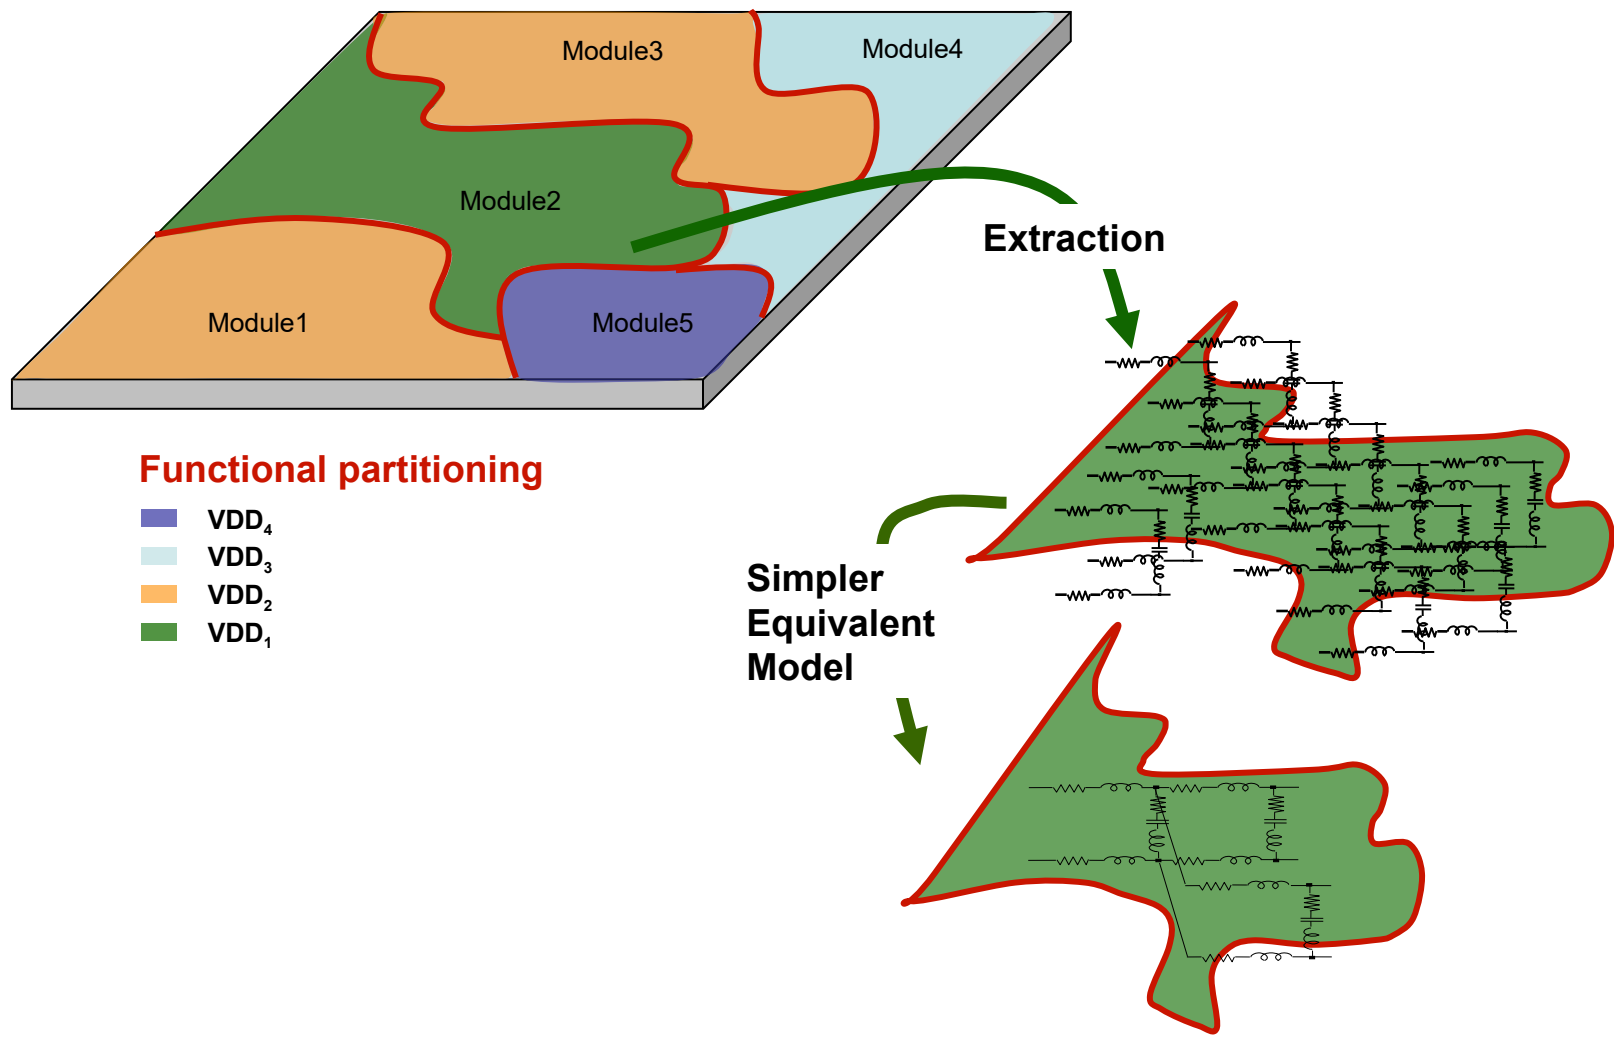 Module3
Module4
Module2
Module1
Module5
Extraction
Functional partitioning
VDD4
VDD3
VDD2
VDD1
Simpler
Equivalent
Model